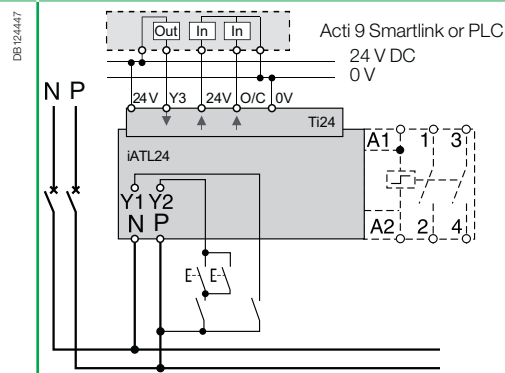 DB124447
Out In In
Acti 9 Smartlink or PLC
24 V DC
0 V
N P
24V Y3 24V O/C 0V
Ti24
iATL24
A1 1 3
Y1 Y2
N P
A2 2 4
E E